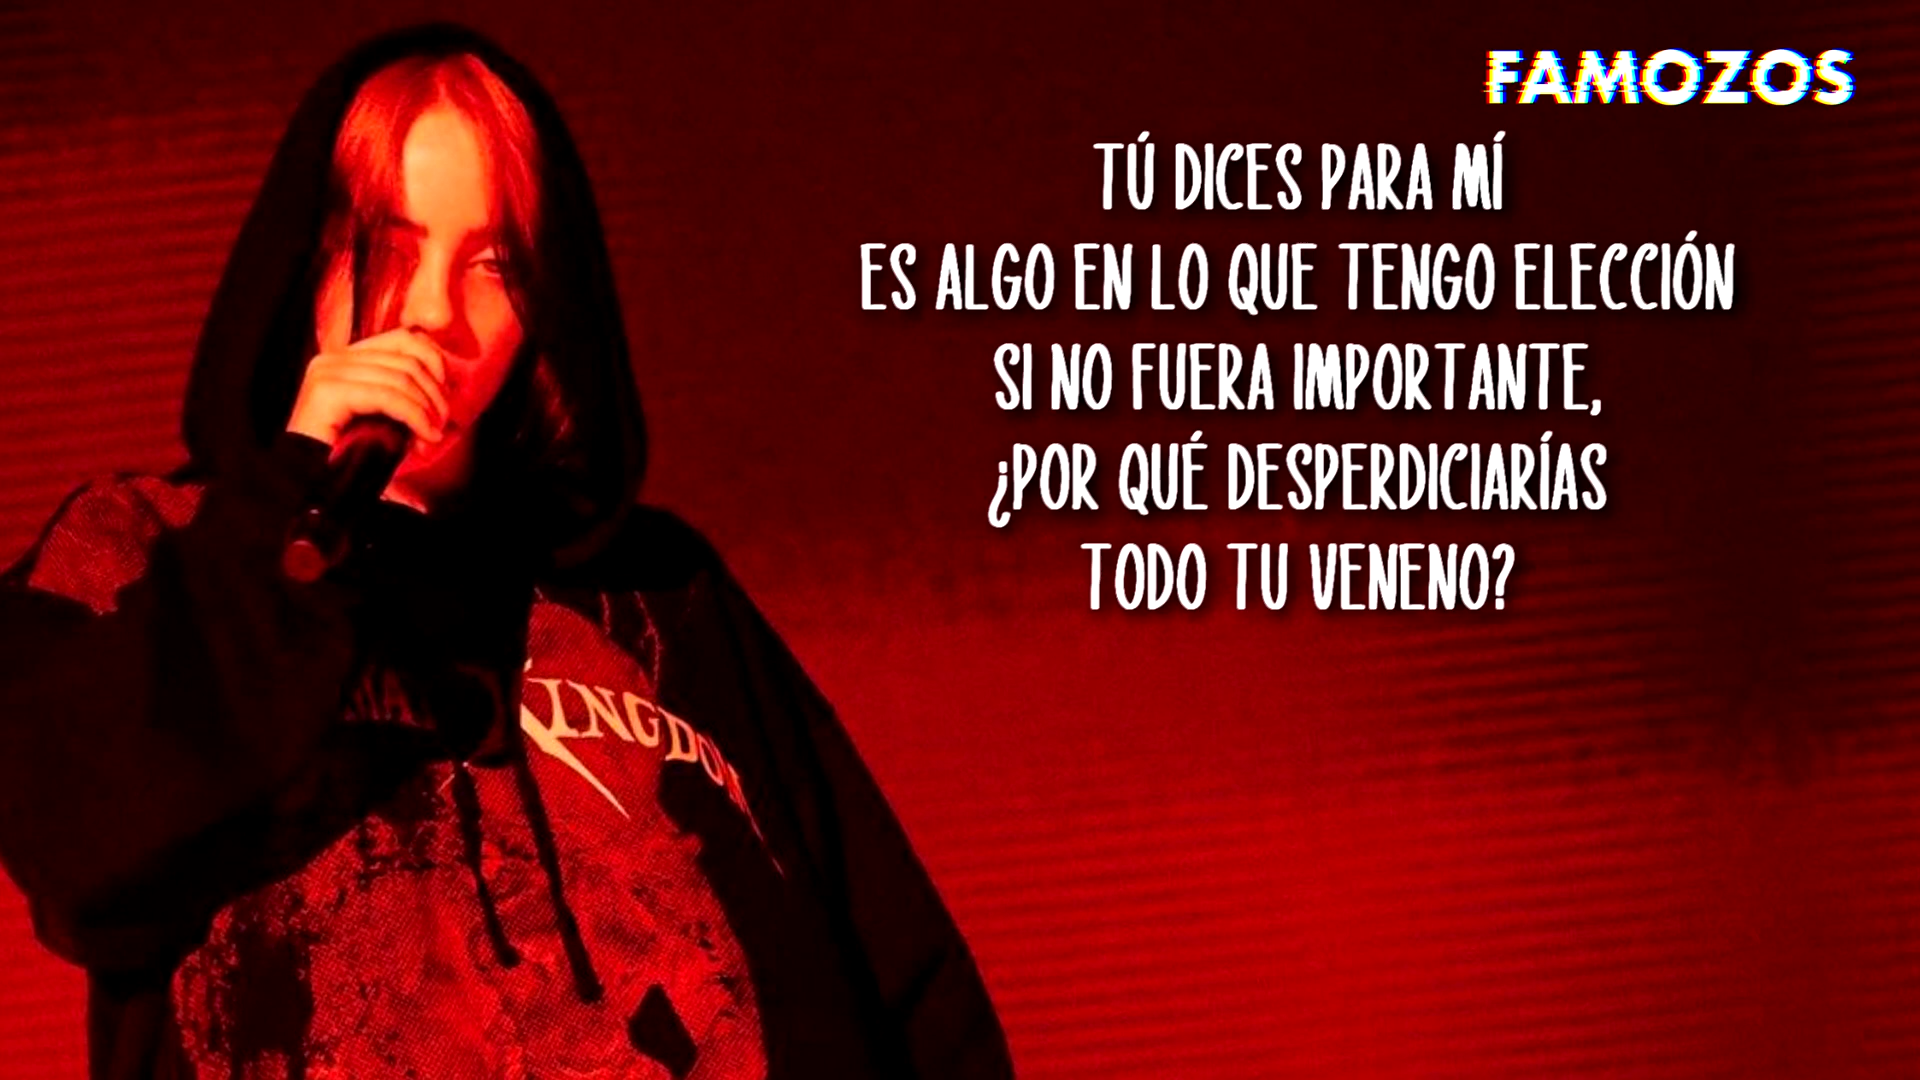 FAMOZOS
TÚ DICES PARA MÍ
ES ALGO EN LO QUE TENGO ELECCIÓN
SI NO FUERA IMPORTANTE,
¿POR QUÉ DESPERDICIARÍAS
TODO TU VENENO?
KINGDOM